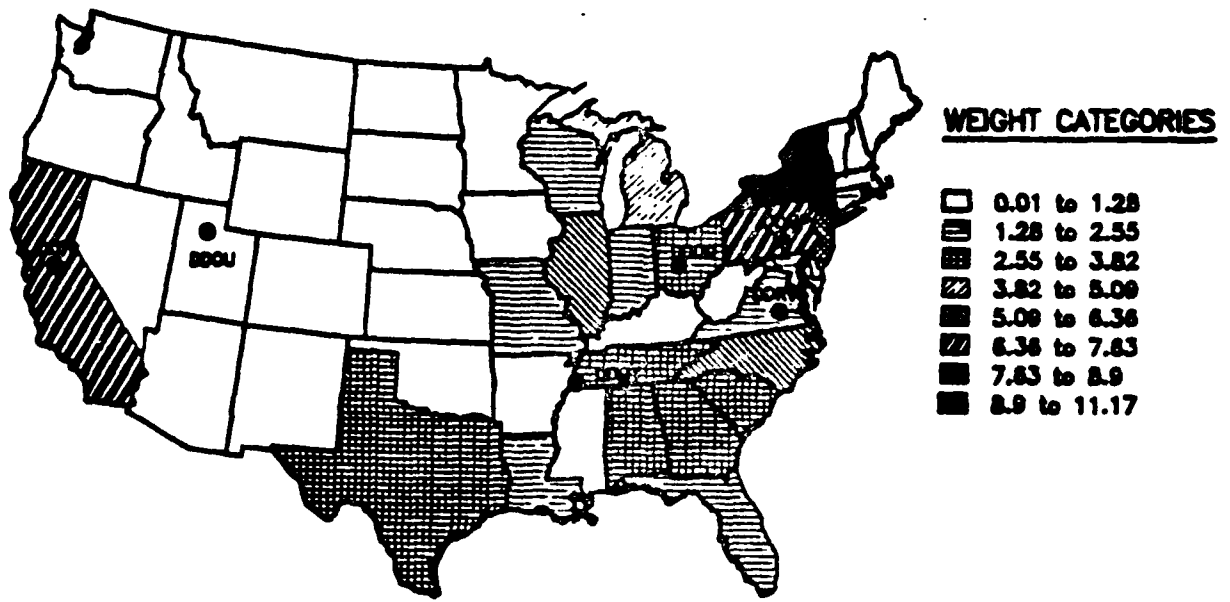 WEIGHT CATEGORIES
0.01 to 1.28
1.28 to 2.55
2.55 to 3.82
3.82 to 5.09
5.09 to 6.36
6.36 to 7.63
7.63 to 8.9
8.9 to 11.17
DDOU